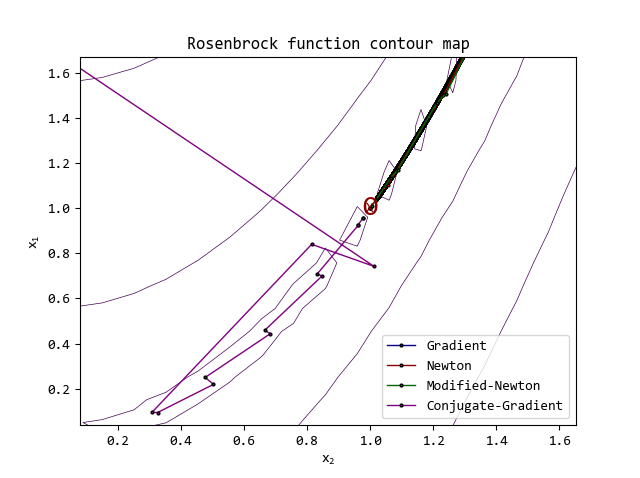 Rosenbrock function contour map
x₁
1.6
1.4
1.2
1.0
0.8
0.6
0.4
0.2
0
Gradient
Newton
Modified-Newton
Conjugate-Gradient
0.2 0.4 0.6 0.8 1.0 1.2 1.4 1.6
x₂